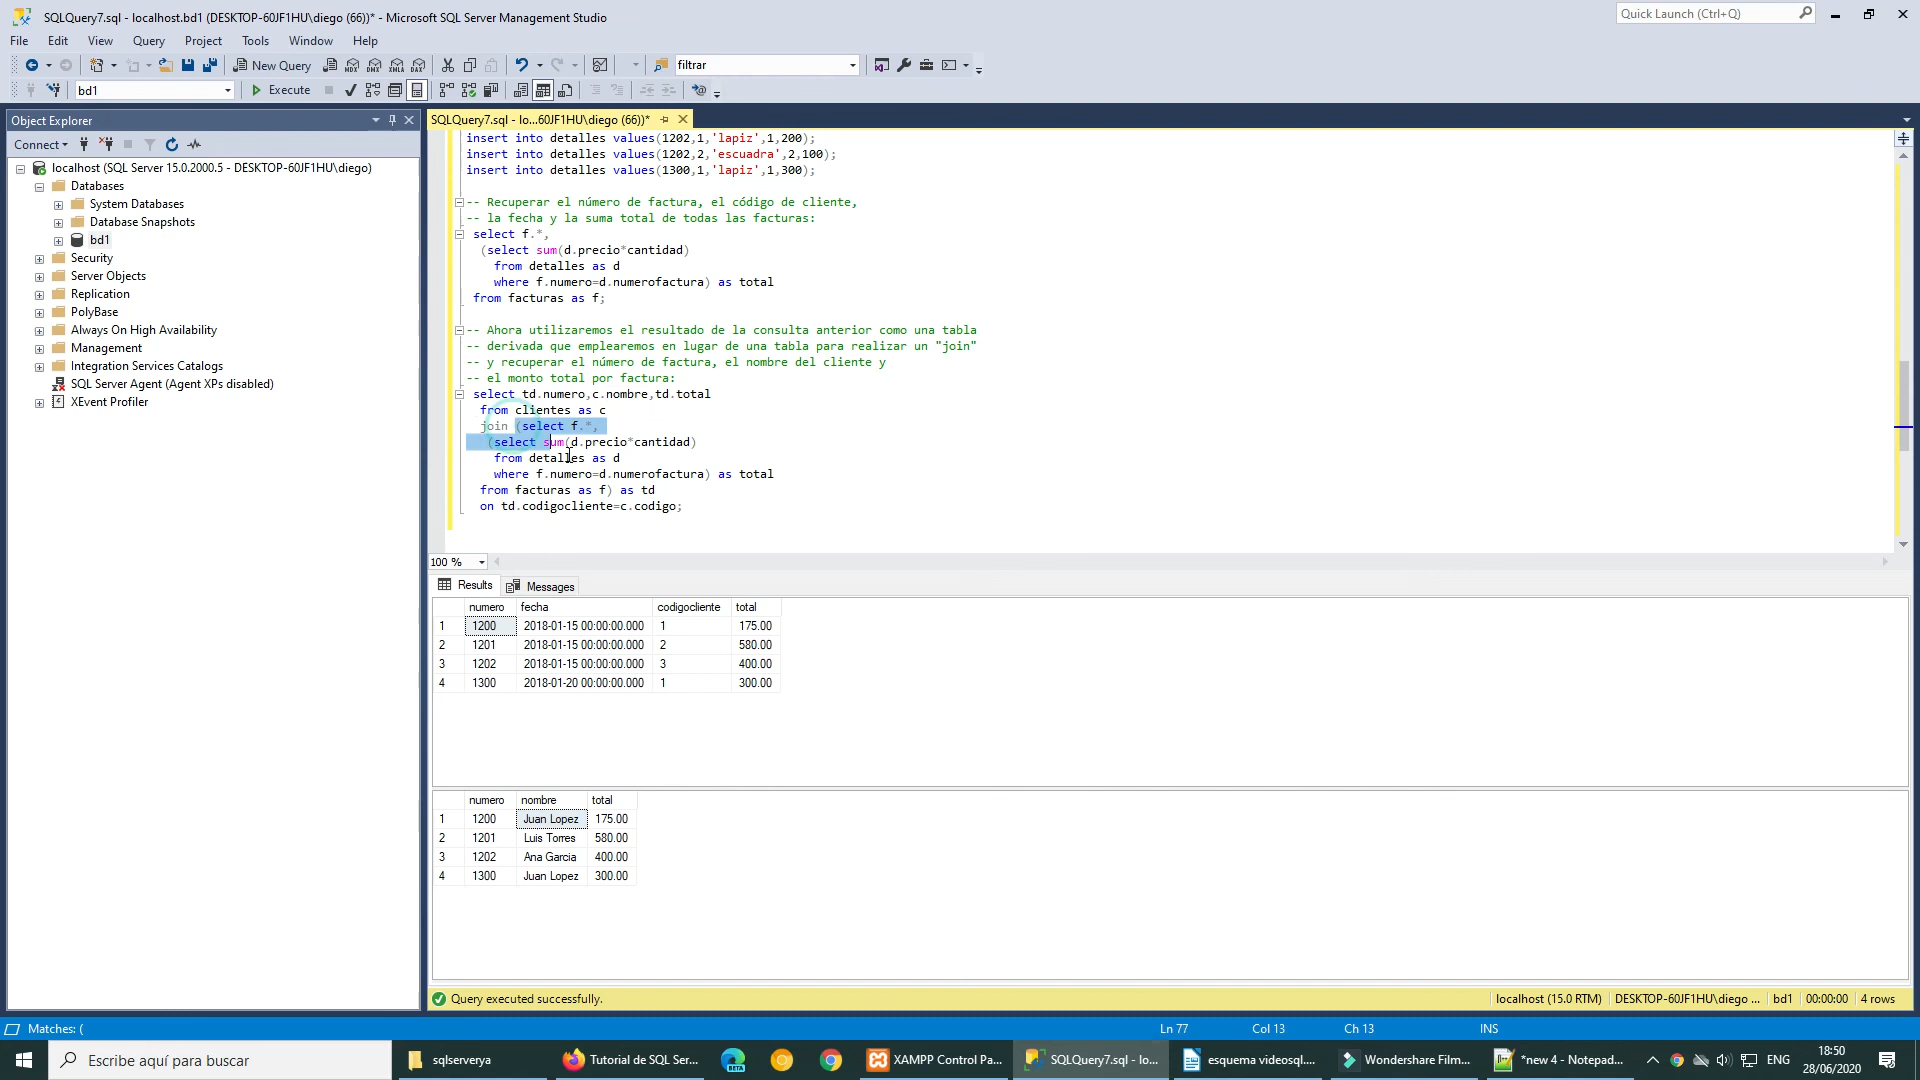 SQLQuery7.sql - localhost.bd1 (DESKTOP-60JF1HU\diego (66))* - Microsoft SQL Server Management Studio
Quick Launch (Ctrl+Q)
File Edit View Query Project Tools Window Help
New Query
filtrar
bd1
Execute
Object Explorer
Connect
localhost (SQL Server 15.0.2000.5 - DESKTOP-60JF1HU\diego)
Databases
System Databases
Database Snapshots
bd1
Security
Server Objects
Replication
PolyBase
Always On High Availability
Management
Integration Services Catalogs
SQL Server Agent (Agent XPs disabled)
XEvent Profiler
SQLQuery7.sql - lo...60JF1HU\diego (66))*
insert into detalles values(1202,1,'lapiz',1,200);
insert into detalles values(1202,2,'escuadra',2,100);
insert into detalles values(1300,1,'lapiz',1,300);
-- Recuperar el número de factura, el código de cliente,
-- la fecha y la suma total de todas las facturas:
select f.*,
(select sum(d.precio*cantidad)
from detalles as d
where f.numero=d.numerofactura) as total
from facturas as f;
-- Ahora utilizaremos el resultado de la consulta anterior como una tabla
-- derivada que emplearemos en lugar de una tabla para realizar un "join"
-- y recuperar el número de factura, el nombre del cliente y
-- el monto total por factura:
select td.numero,c.nombre,td.total
from clientes as c
join (select f.*,
(select sum(d.precio*cantidad)
from detalles as d
where f.numero=d.numerofactura) as total
from facturas as f) as td
on td.codigocliente=c.codigo;
100 %
Results Messages
numero fecha codigocliente total
1 1200 2018-01-15 00:00:00.000 1 175.00
2 1201 2018-01-15 00:00:00.000 2 580.00
3 1202 2018-01-15 00:00:00.000 3 400.00
4 1300 2018-01-20 00:00:00.000 1 300.00
numero nombre total
1 1200 Juan Lopez 175.00
2 1201 Luis Torres 580.00
3 1202 Ana Garcia 400.00
4 1300 Juan Lopez 300.00
Query executed successfully.
localhost (15.0 RTM) DESKTOP-60JF1HU\diego ... bd1 00:00:00 4 rows
Matches: (
Ln 77 Col 13 Ch 13 INS
Escribe aquí para buscar
sqlserverya
Tutorial de SQL Ser...
BETA
XAMPP Control Pa...
SQLQuery7.sql - lo...
esquema videosql....
Wondershare Film...
*new 4 - Notepad...
ENG
18:50
28/06/2020